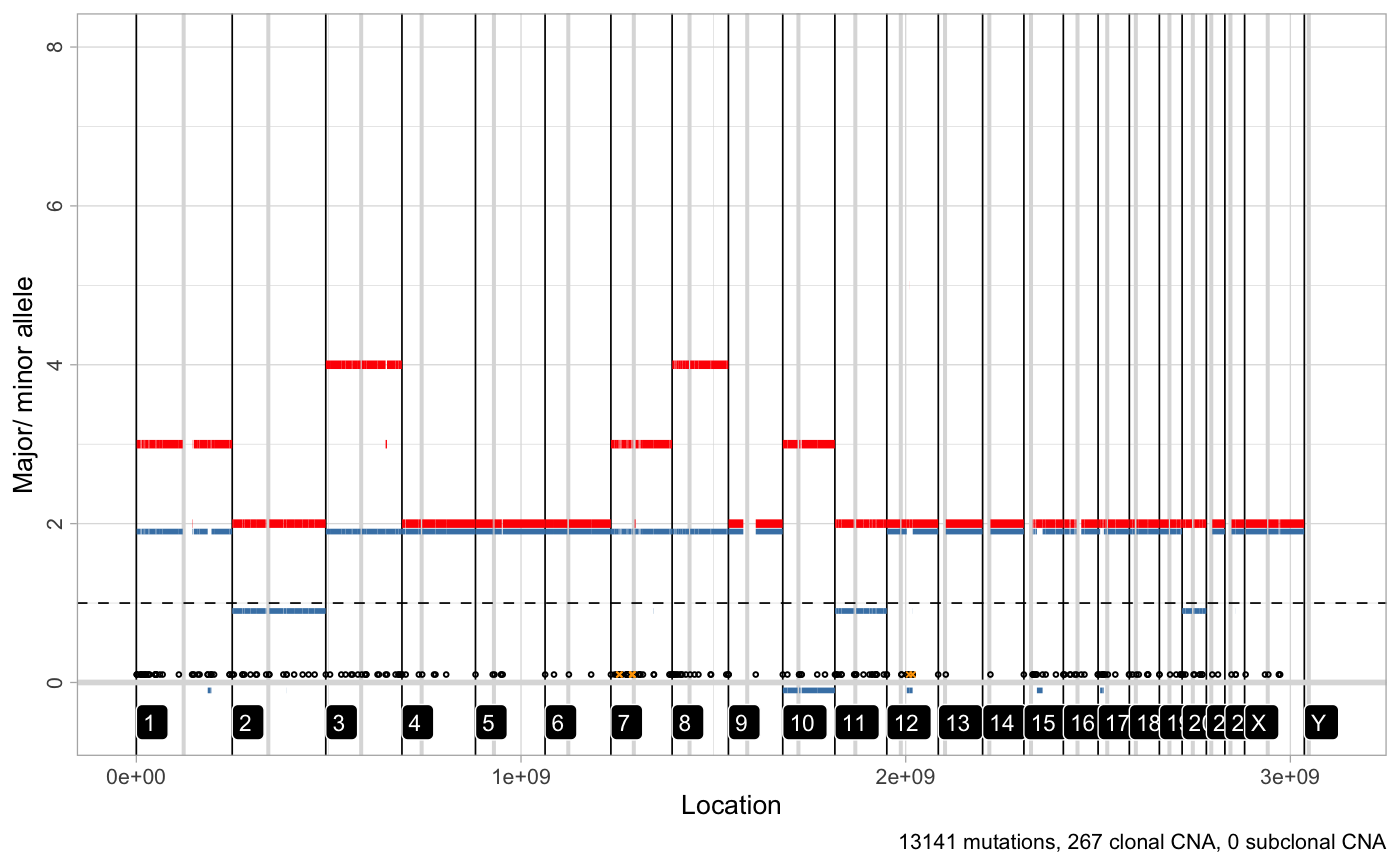 Major/ minor allele
8
6
4
2
0
1 2 3 4 5 6 7 8 9 10 11 12 13 14 15 16 17 18 X Y
0e+00 1e+09 2e+09 3e+09
Location
13141 mutations, 267 clonal CNA, 0 subclonal CNA